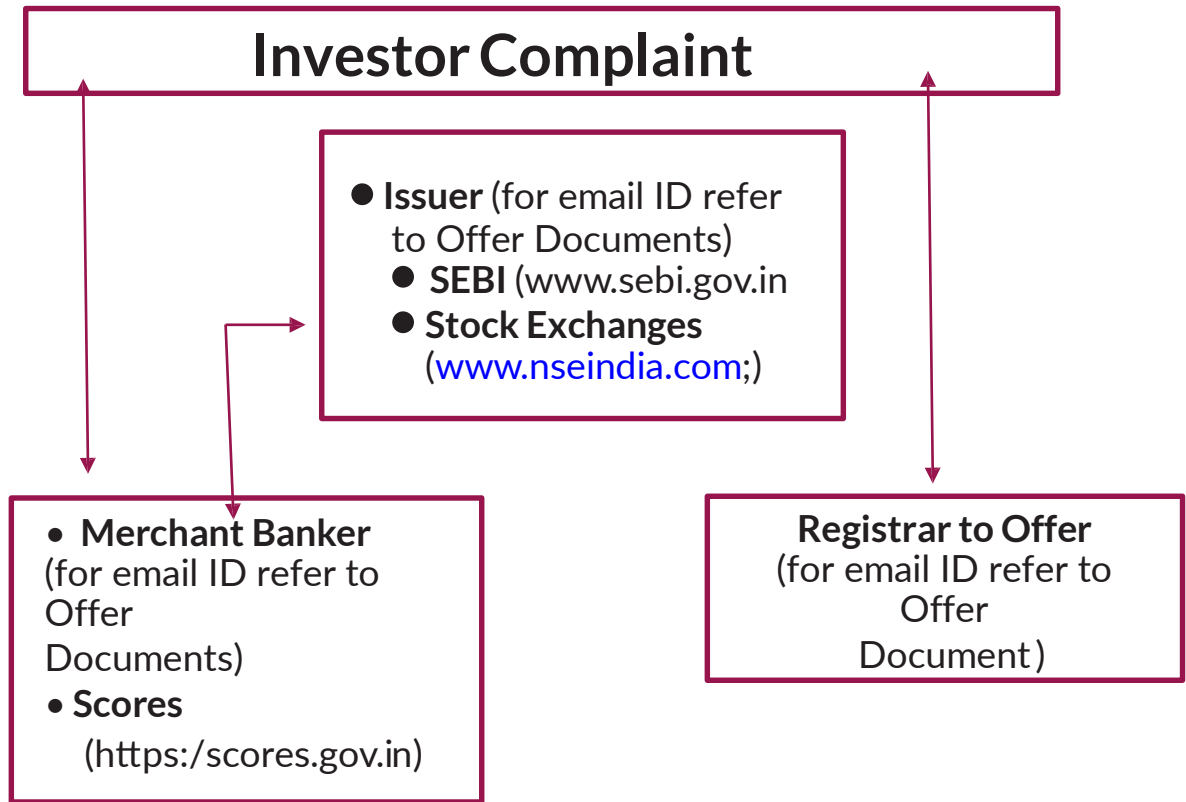 Investor Complaint
● Issuer (for email ID refer
to Offer Documents)
● SEBI (www.sebi.gov.in
● Stock Exchanges
(www.nseindia.com;)
• Merchant Banker
(for email ID refer to
Offer
Documents)
• Scores
(https:/scores.gov.in)
Registrar to Offer
(for email ID refer to
Offer
Document)